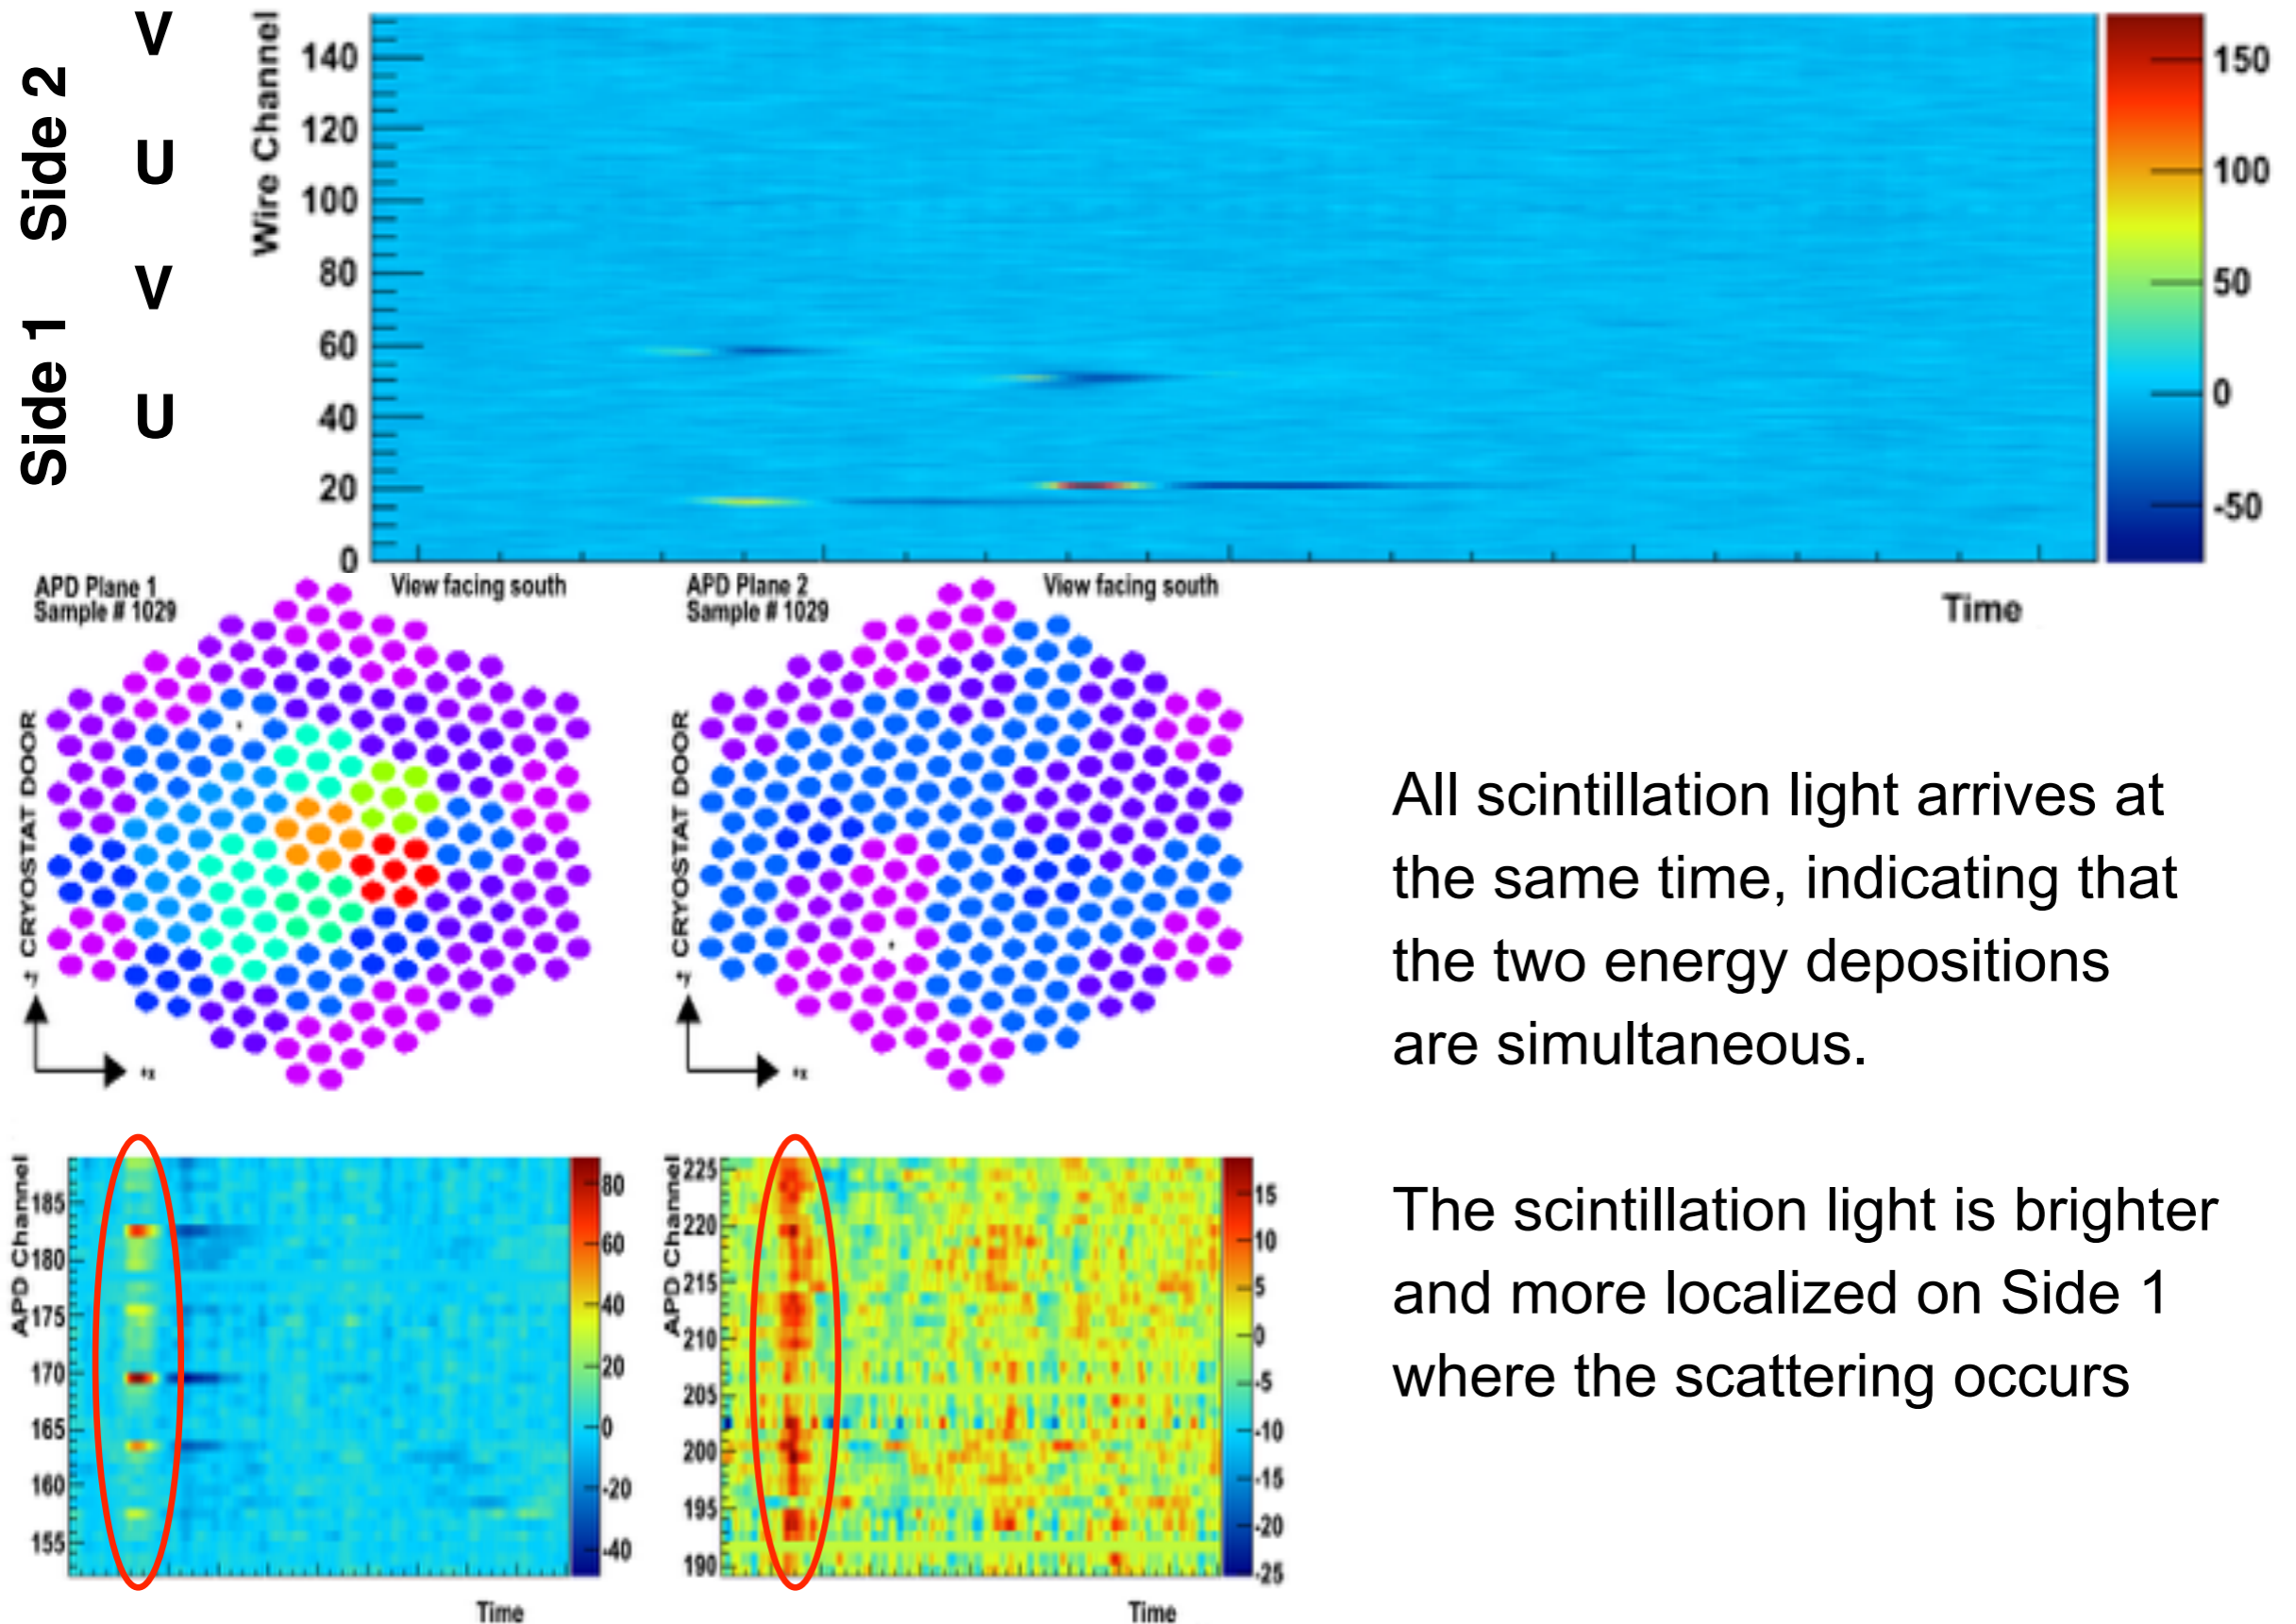 Side 2
V
U
Side 1
V
U
Wire Channel
140
120
100
80
60
40
20
0
150
100
50
0
-50
Time
APD Plane 1
Sample # 1029
View facing south
APD Plane 2
Sample # 1029
View facing south
+y CRYOSTAT DOOR
+x
+y CRYOSTAT DOOR
+x
All scintillation light arrives at
the same time, indicating that
the two energy depositions
are simultaneous.
The scintillation light is brighter
and more localized on Side 1
where the scattering occurs
APD Channel
185
180
175
170
165
160
155
80
60
40
20
0
-20
-40
Time
APD Channel
225
220
215
210
205
200
195
190
15
10
5
0
-5
-10
-15
-20
-25
Time